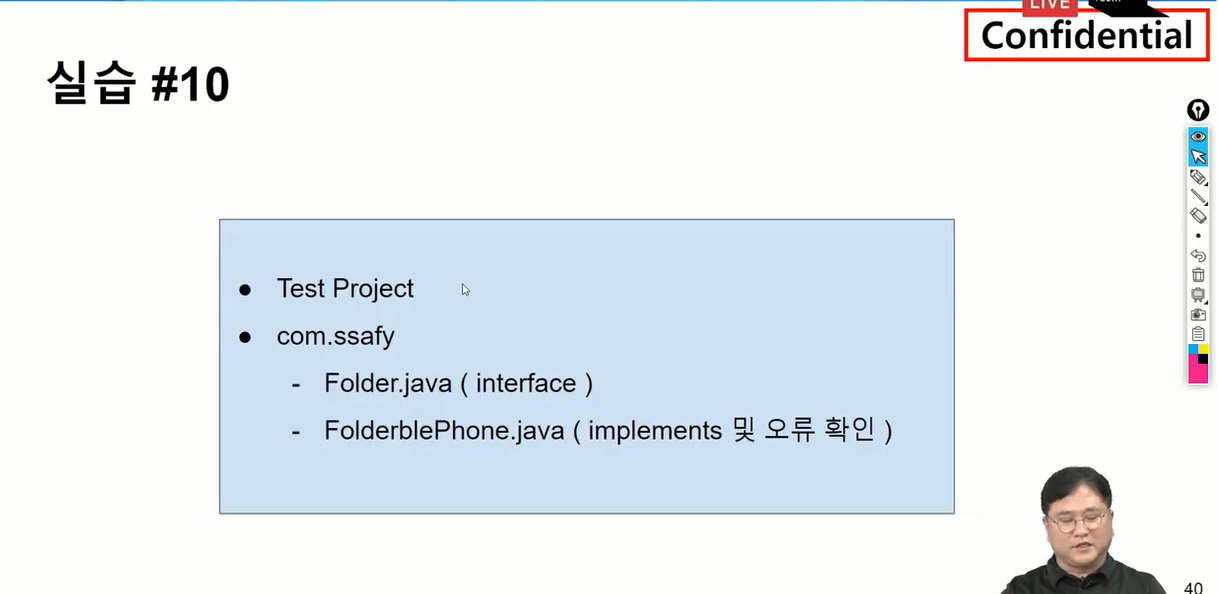 LIVE
Confidential
실습 #10
● Test Project
● com.ssafy
- Folder.java ( interface )
- FolderblePhone.java ( implements 및 오류 확인 )
40